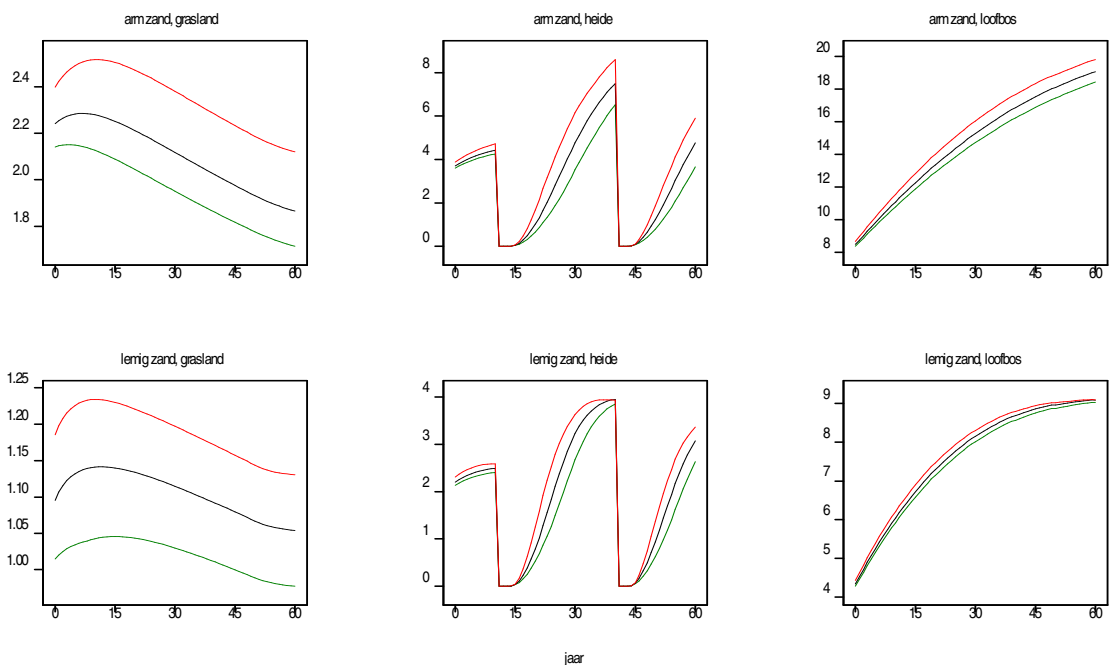 arm zand, grasland
arm zand, heide
arm zand, loofbos
2.4
2.2
2.0
1.8
0 15 30 45 60
8
6
4
2
0
0 15 30 45 60
20
18
16
14
12
10
8
0 15 30 45 60
lemig zand, grasland
lemig zand, heide
lemig zand, loofbos
1.25
1.20
1.15
1.10
1.05
1.00
0 15 30 45 60
4
3
2
1
0
0 15 30 45 60
9
8
7
6
5
4
0 15 30 45 60
jaar